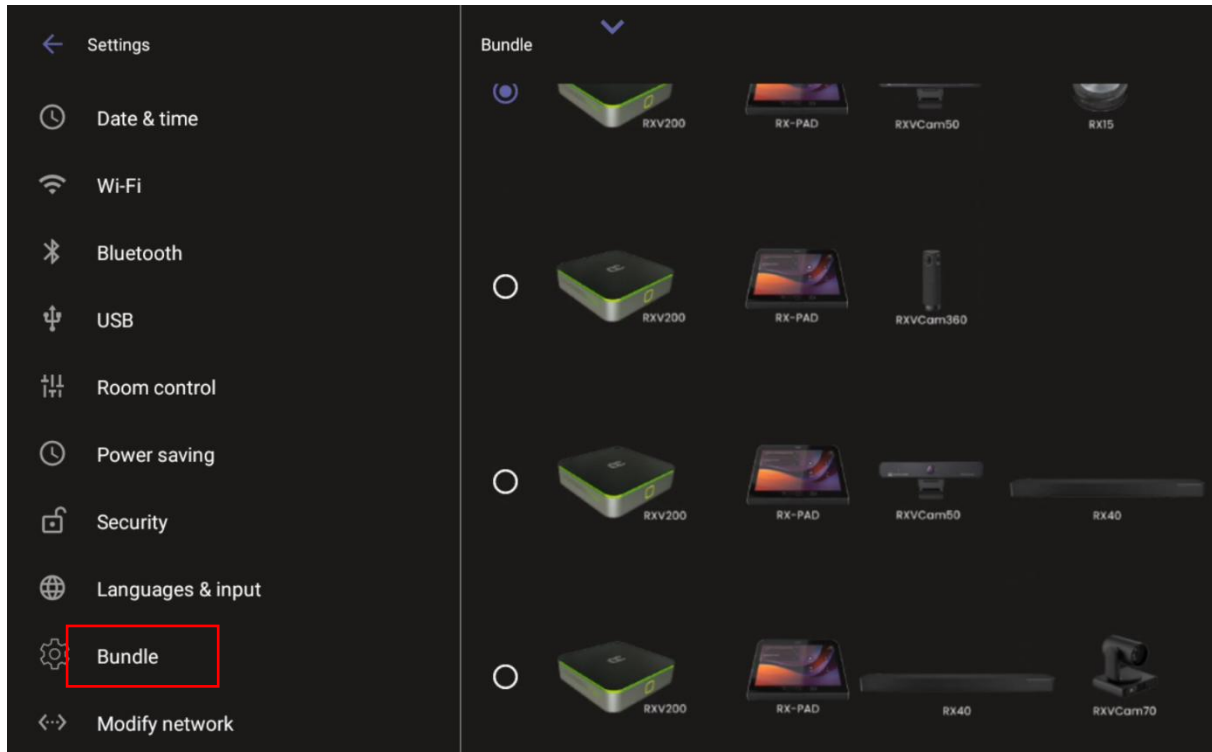 Settings
Date & time
Wi-Fi
Bluetooth
USB
Room control
Power saving
Security
Languages & input
Bundle
Modify network
Bundle
RXV200 RX-PAD RXVCam50 RX15
RXV200 RX-PAD RXVCam360
RXV200 RX-PAD RXVCam50 RX40
RXV200 RX-PAD RX40 RXVCam70